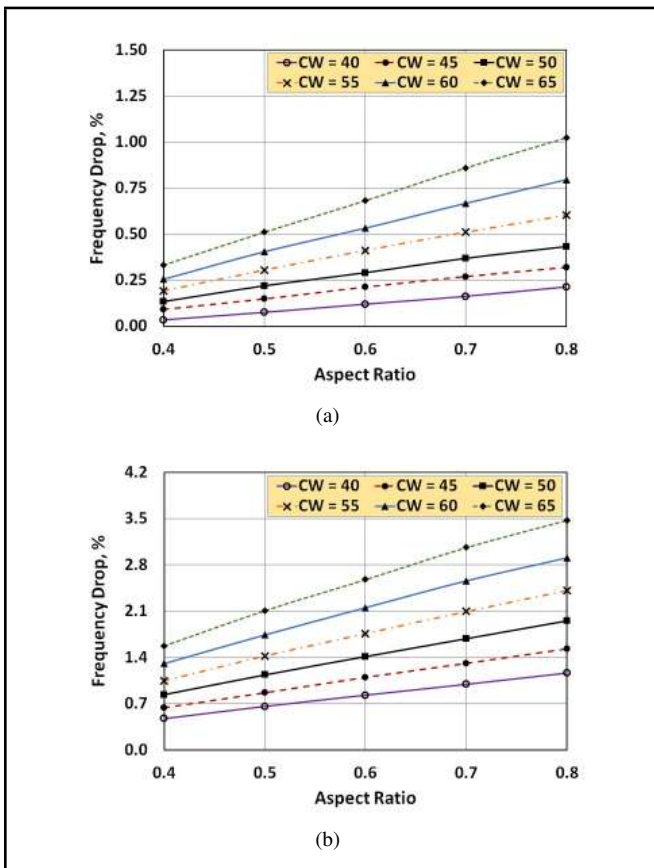 1.50
CW = 40 CW = 45 CW = 50
CW = 55 CW = 60 CW = 65
1.25
1.00
0.75
0.50
0.25
0.00
Frequency Drop, %
0.4 0.5 0.6 0.7 0.8
Aspect Ratio
(a)
4.2
CW = 40 CW = 45 CW = 50
CW = 55 CW = 60 CW = 65
3.5
2.8
2.1
1.4
0.7
0.0
Frequency Drop, %
0.4 0.5 0.6 0.7 0.8
Aspect Ratio
(b)